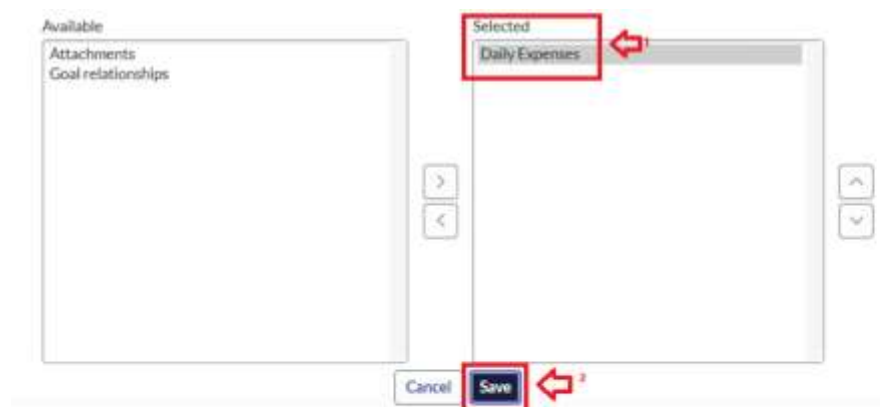 Available
Selected
Attachments
Goal relationships
Daily Expenses
1
Cancel
Save
2